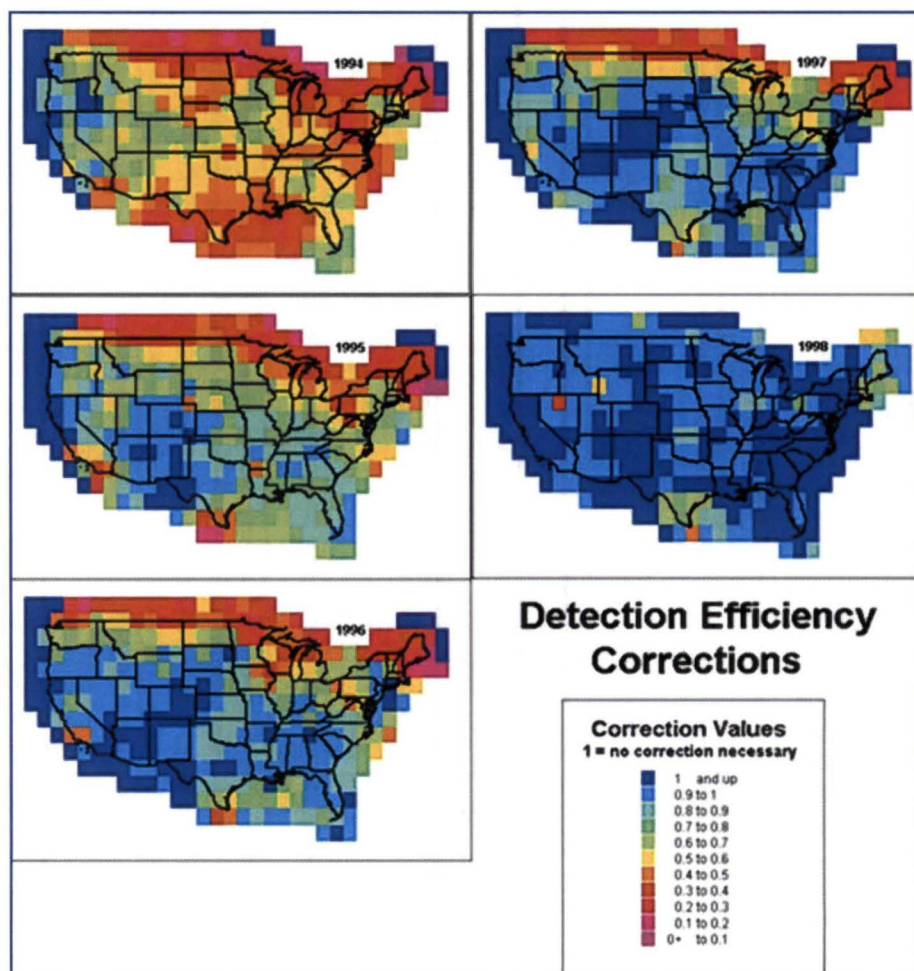 1994
1997
1995
1998
1996
Detection Efficiency
Corrections
Correction Values
1 = no correction necessary
1 and up
0.9 to 1
0.8 to 0.9
0.7 to 0.8
0.6 to 0.7
0.5 to 0.6
0.4 to 0.5
0.3 to 0.4
0.2 to 0.3
0.1 to 0.2
0+ to 0.1